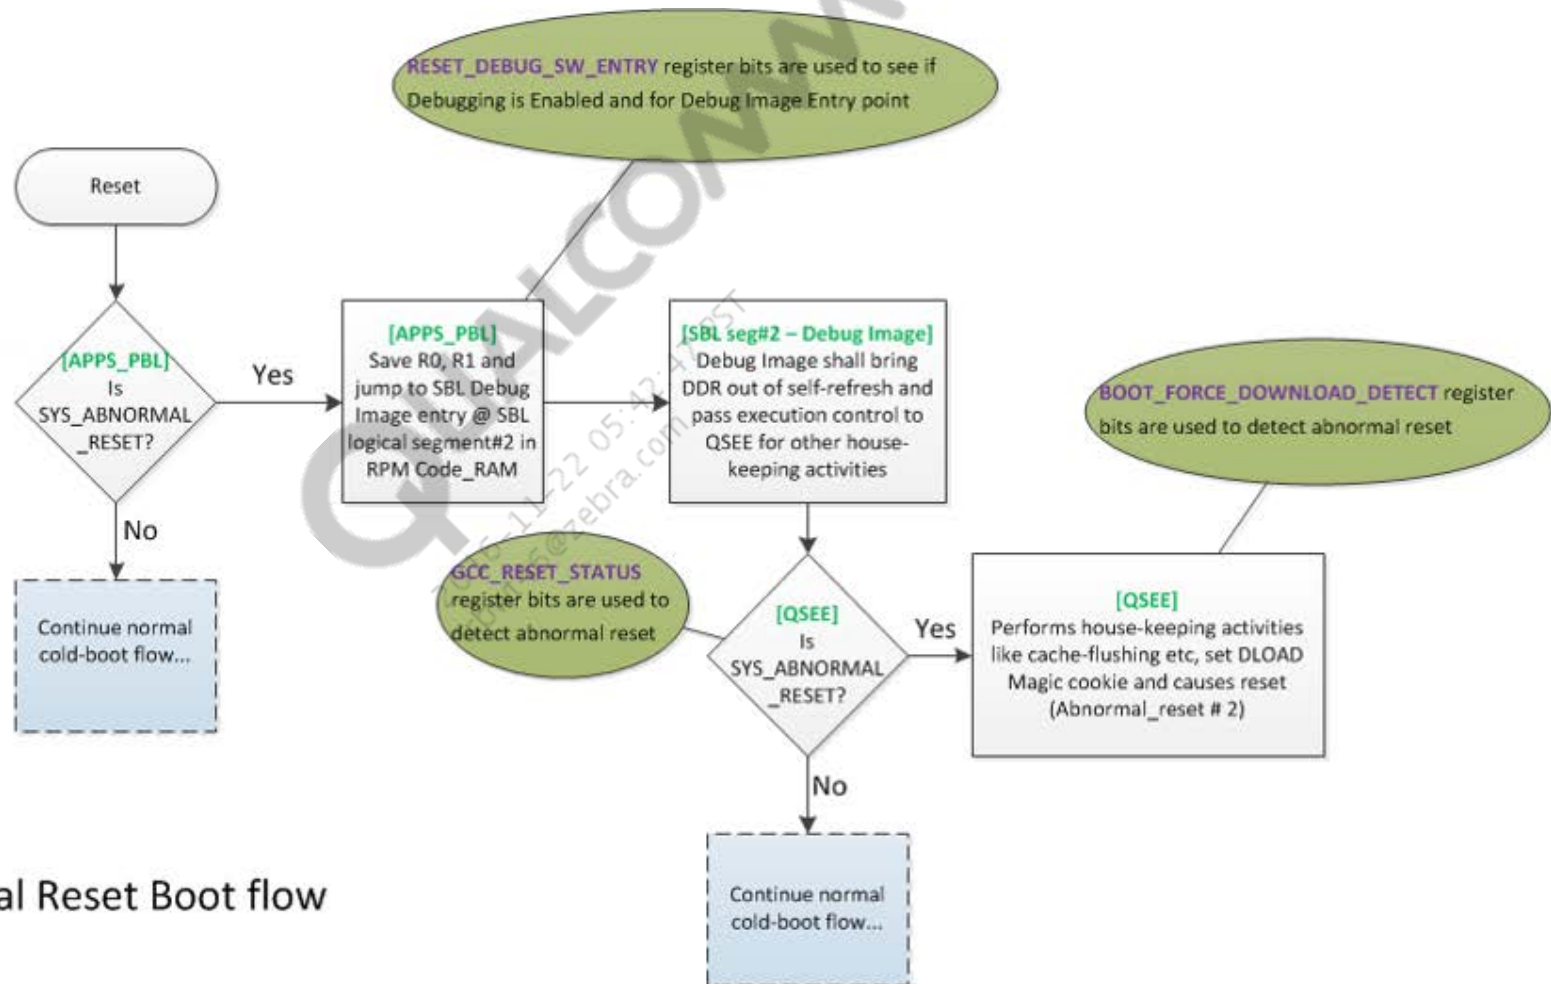 RESET_DEBUG_SW_ENTRY register bits are used to see if
Debugging is Enabled and for Debug Image Entry point
Reset
[APPS_PBL]
Is
SYS_ABNORMAL
_RESET?
Yes
No
Continue normal
cold-boot flow...
[APPS_PBL]
Save R0, R1 and
jump to SBL Debug
Image entry @ SBL
logical segment#2 in
RPM Code_RAM
[SBL seg#2 – Debug Image]
Debug Image shall bring
DDR out of self-refresh and
pass execution control to
QSEE for other house-
keeping activities
BOOT_FORCE_DOWNLOAD_DETECT register
bits are used to detect abnormal reset
GCC_RESET_STATUS
register bits are used to
detect abnormal reset
[QSEE]
Is
SYS_ABNORMAL
_RESET?
Yes
No
[QSEE]
Performs house-keeping activities
like cache-flushing etc, set DLOAD
Magic cookie and causes reset
(Abnormal_reset # 2)
Continue normal
cold-boot flow...
al Reset Boot flow
QUALCOMM
05:42:47 PST